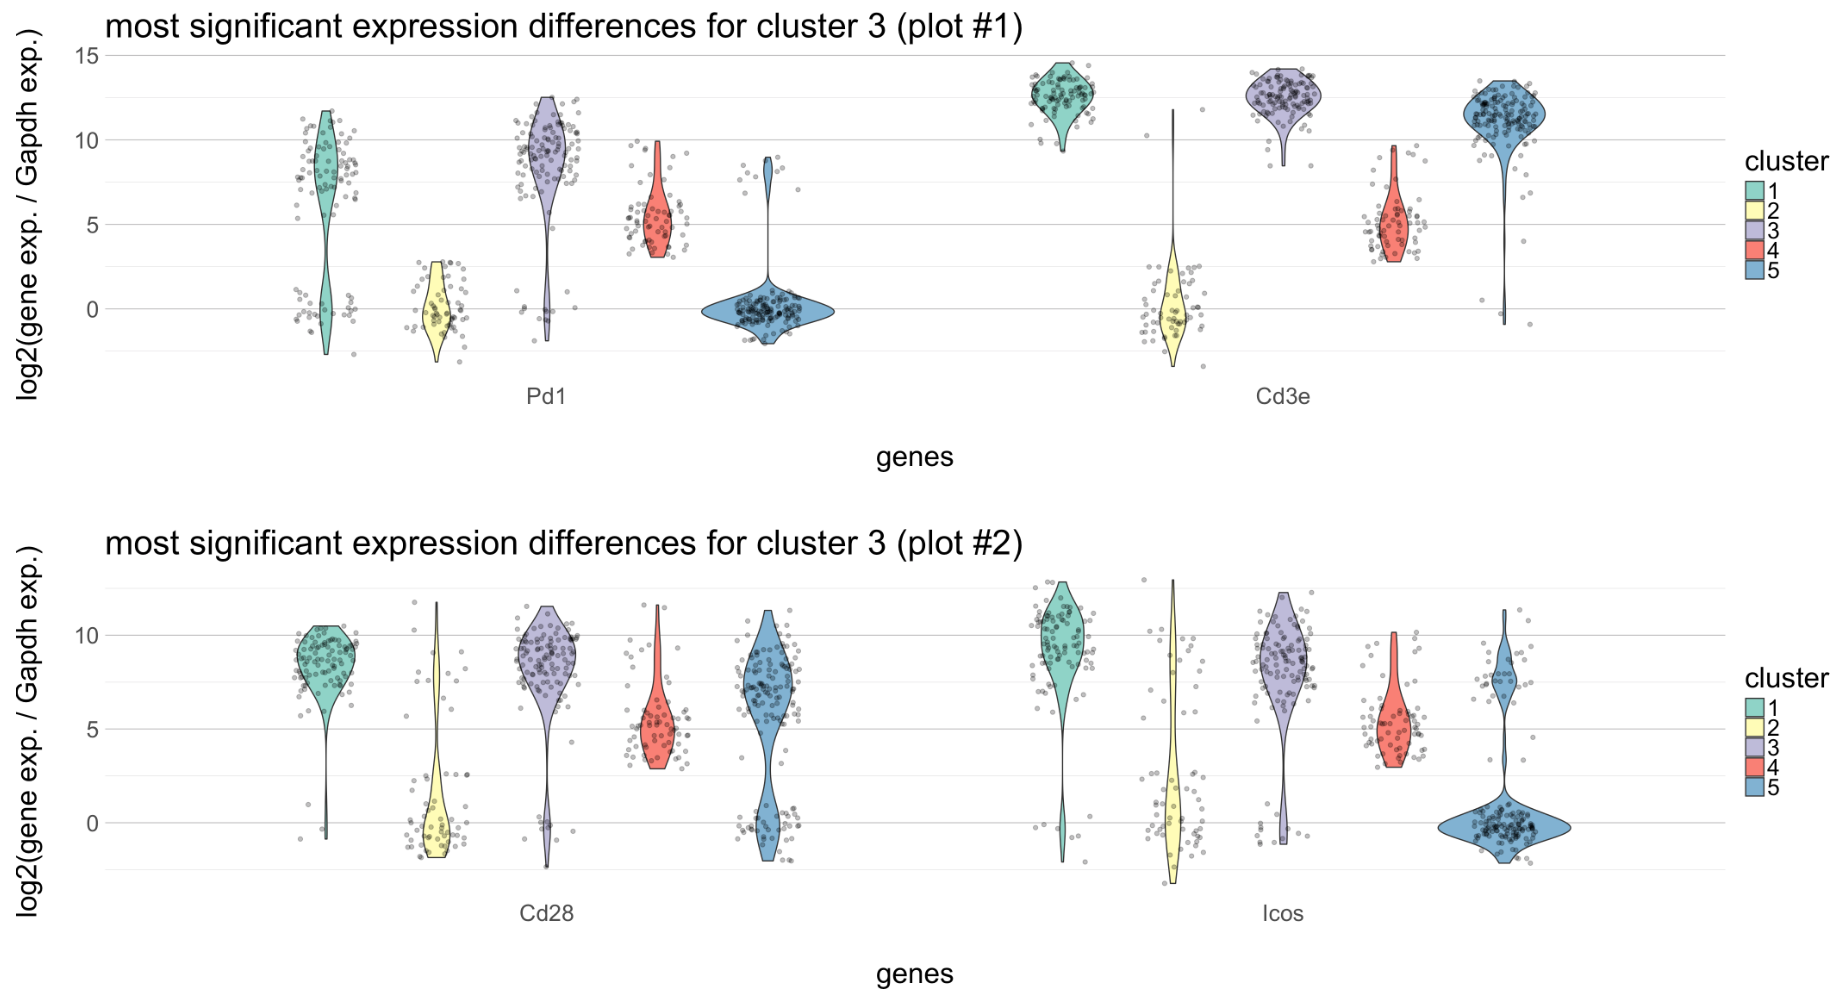 most significant expression differences for cluster 3 (plot #1)
log2(gene exp. / Gapdh exp.)
15
10
5
0
Pd1
Cd3e
genes
cluster
1
2
3
4
5
most significant expression differences for cluster 3 (plot #2)
log2(gene exp. / Gapdh exp.)
10
5
0
Cd28
Icos
genes
cluster
1
2
3
4
5